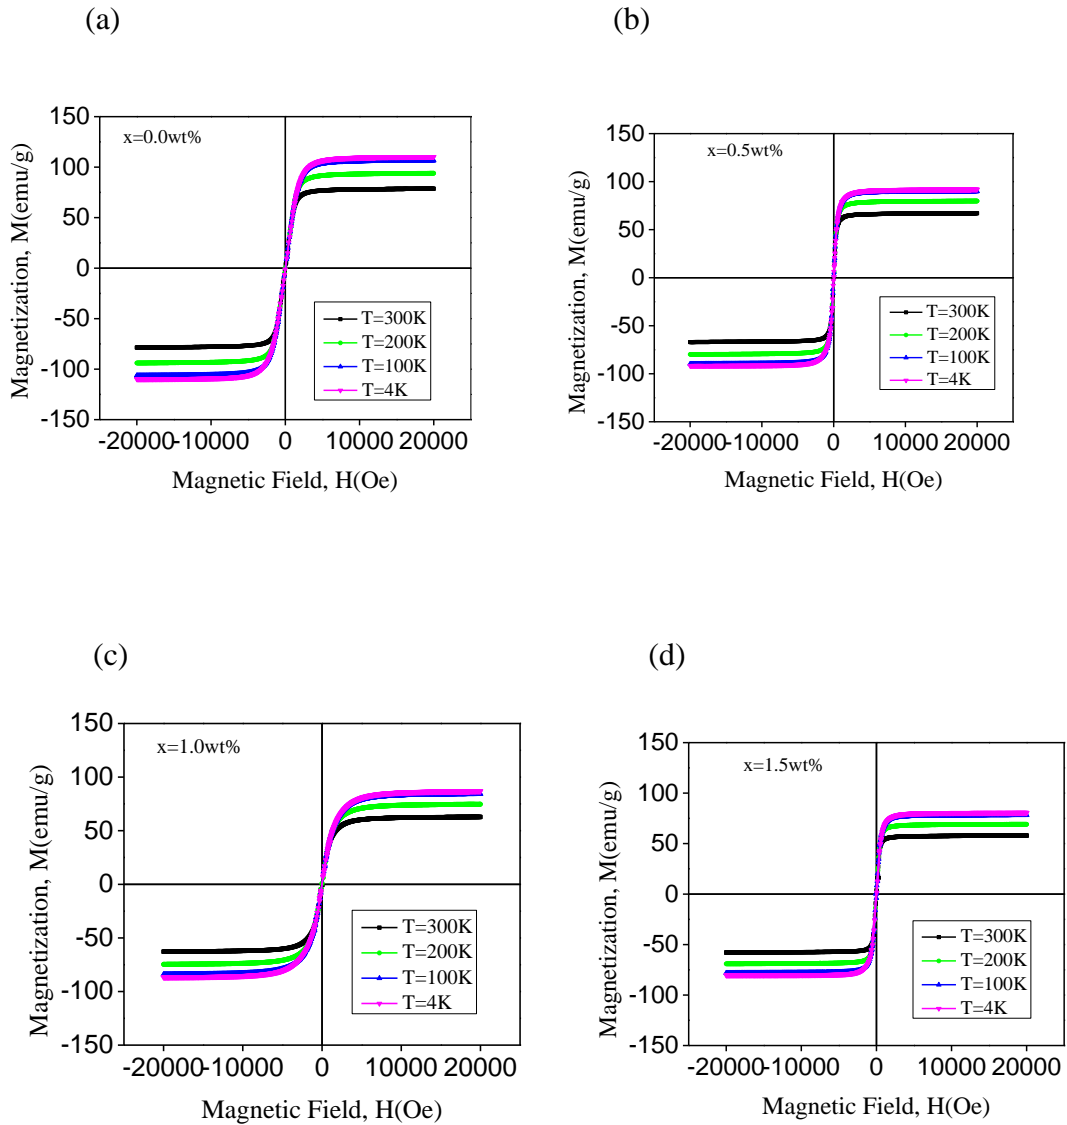 (a)
x=0.0wt%
150
100
50
0
-50
-100
-150
Magnetization, M(emu/g)
T=300K
T=200K
T=100K
T=4K
-20000 -10000 0 10000 20000
Magnetic Field, H(Oe)
(b)
x=0.5wt%
150
100
50
0
-50
-100
-150
Magnetization, M(emu/g)
T=300K
T=200K
T=100K
T=4K
-20000 -10000 0 10000 20000
Magnetic Field, H(Oe)
(c)
x=1.0wt%
150
100
50
0
-50
-100
-150
Magnetization, M(emu/g)
T=300K
T=200K
T=100K
T=4K
-20000 -10000 0 10000 20000
Magnetic Field, H(Oe)
(d)
x=1.5wt%
150
100
50
0
-50
-100
-150
Magnetization, M(emu/g)
T=300K
T=200K
T=100K
T=4K
-20000 -10000 0 10000 20000
Magnetic Field, H(Oe)